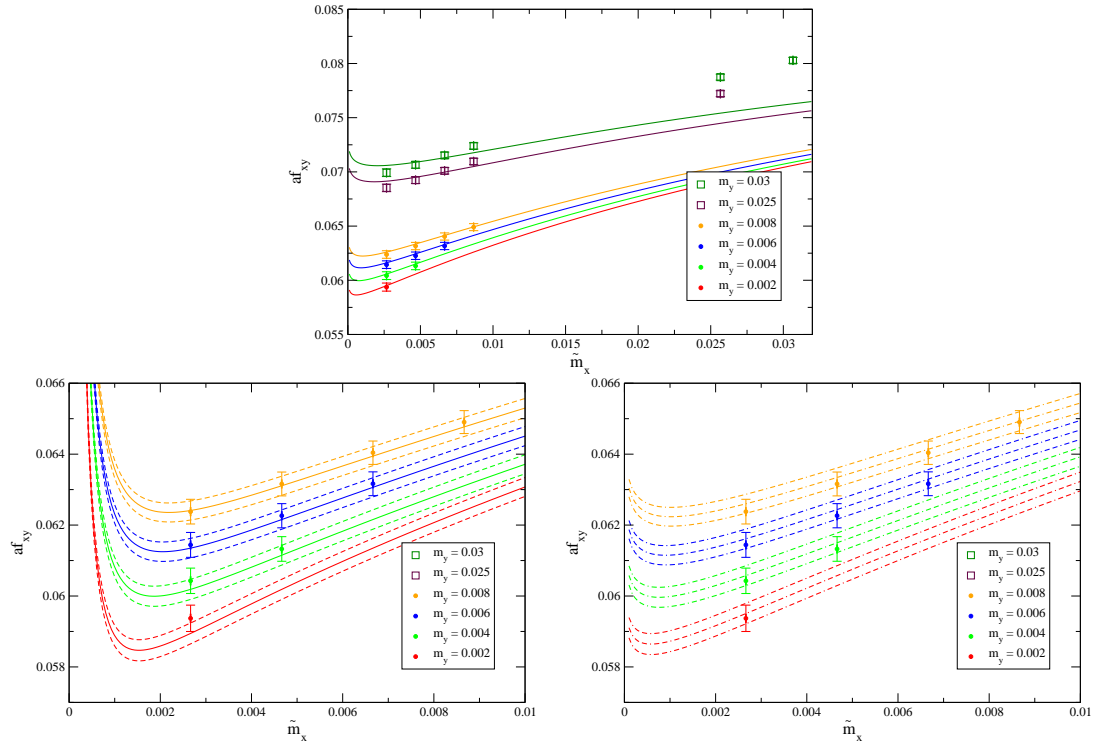 0.085
0.08
0.075
0.07
0.065
0.06
0.055
af_xy
m_y = 0.03
m_y = 0.025
m_y = 0.008
m_y = 0.006
m_y = 0.004
m_y = 0.002
0 0.005 0.01 0.015 0.02 0.025 0.03
m̃_x
0.066
0.064
0.062
0.06
0.058
af_xy
m_y = 0.03
m_y = 0.025
m_y = 0.008
m_y = 0.006
m_y = 0.004
m_y = 0.002
0 0.002 0.004 0.006 0.008 0.01
m̃_x
0.066
0.064
0.062
0.06
0.058
af_xy
m_y = 0.03
m_y = 0.025
m_y = 0.008
m_y = 0.006
m_y = 0.004
m_y = 0.002
0 0.002 0.004 0.006 0.008 0.01
m̃_x